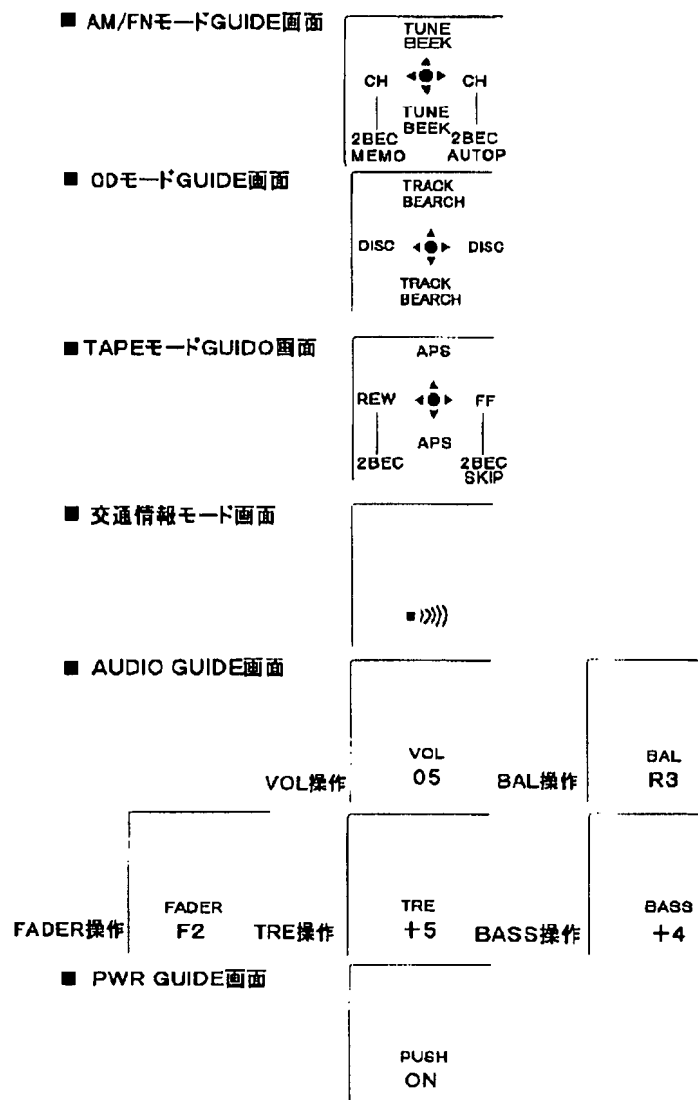 ■ AM/FNモードGUIDE画面
TUNE
BEEK
CH CH
TUNE
BEEK
2BEC 2BEC
MEMO AUTOP
■ ODモードGUIDE画面
TRACK
BEARCH
DISC DISC
TRACK
BEARCH
■ TAPEモードGUIDO画面
APS
REW FF
APS
2BEC 2BEC
SKIP
■ 交通情報モード画面
■ AUDIO GUIDE画面
VOL操作
VOL
05
BAL操作
BAL
R3
FADER操作
FADER
F2
TRE操作
TRE
+5
BASS操作
BASS
+4
■ PWR GUIDE画面
PUSH
ON